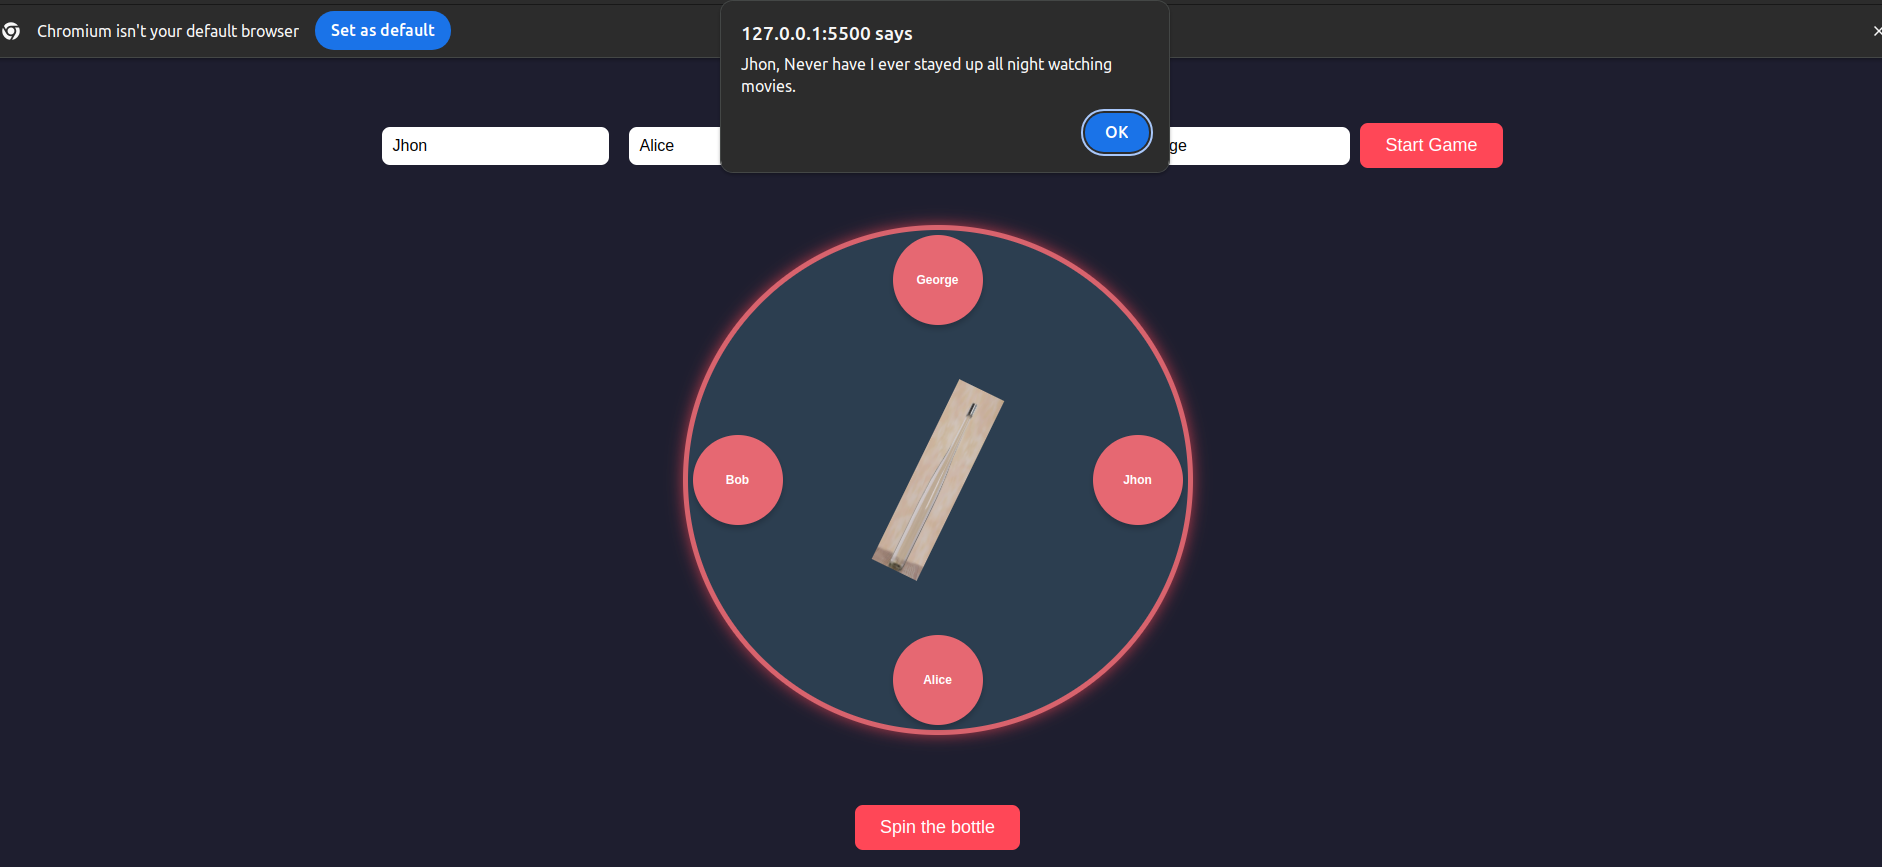 Chromium isn't your default browser
Set as default
127.0.0.1:5500 says
Jhon, Never have I ever stayed up all night watching
movies.
OK
Jhon
Alice
ge
Start Game
George
Bob
Jhon
Alice
Spin the bottle